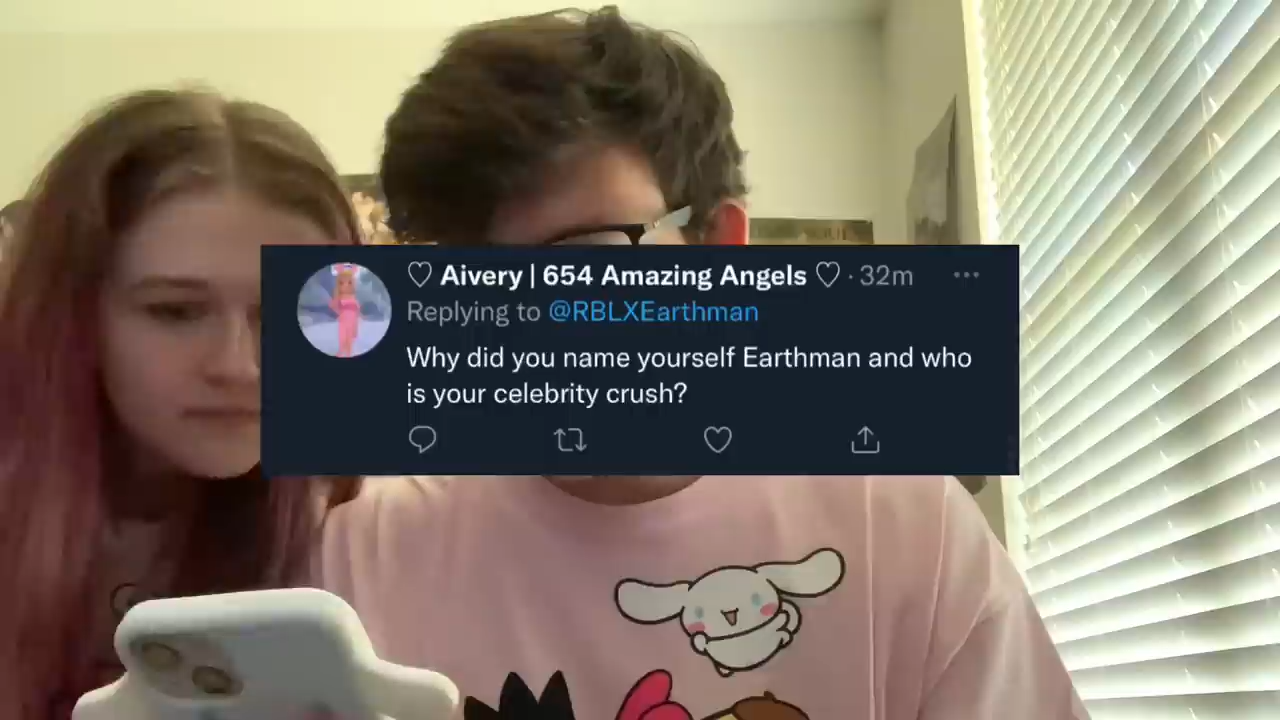 ♡ Aivery | 654 Amazing Angels ♡ · 32m
Replying to @RBLXEarthman
Why did you name yourself Earthman and who
is your celebrity crush?